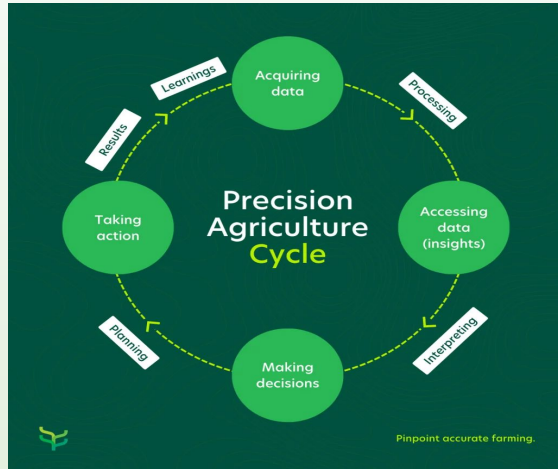 Acquiring
data
Processing
Accessing
data
(insights)
Interpreting
Making
decisions
Planning
Taking
action
Results
Learnings
Precision
Agriculture
Cycle
Pinpoint accurate farming.